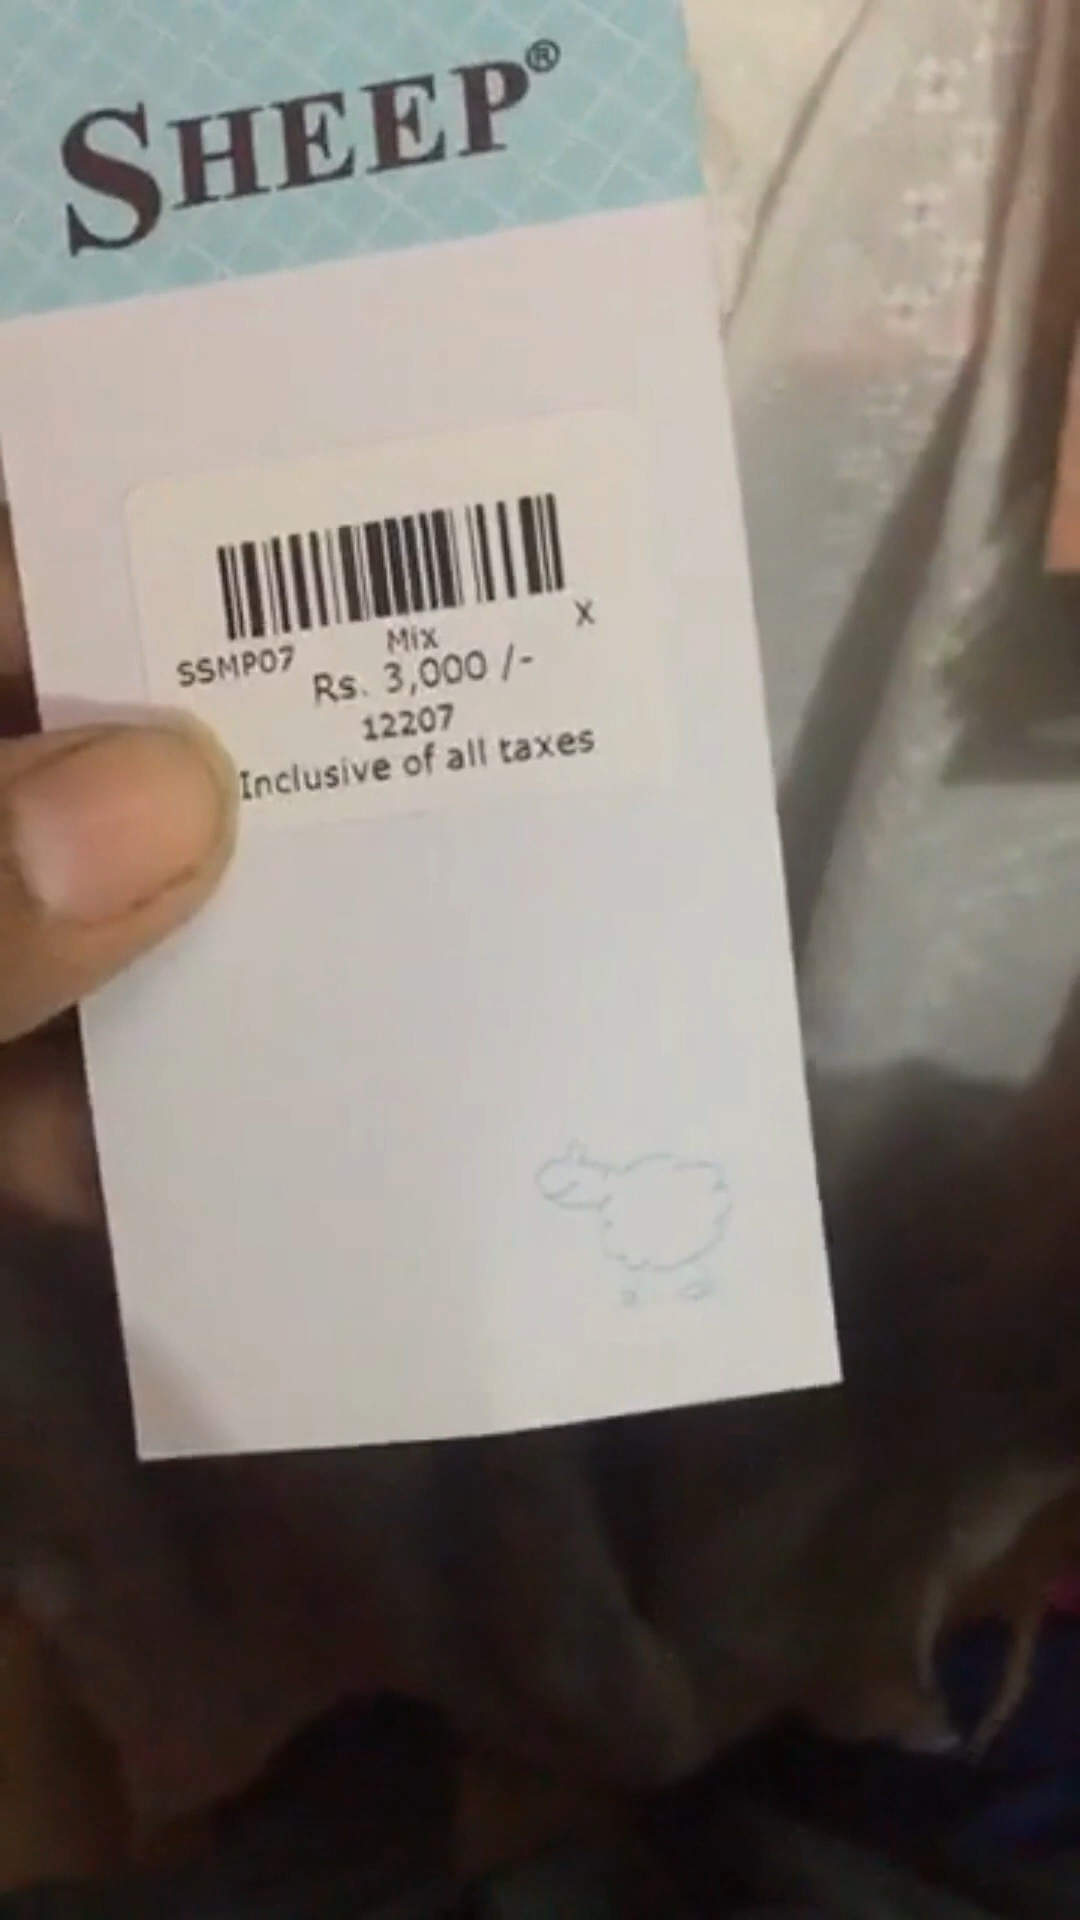 SHEEP®
Mix X
SSMP07
Rs. 3,000 /-
12207
Inclusive of all taxes